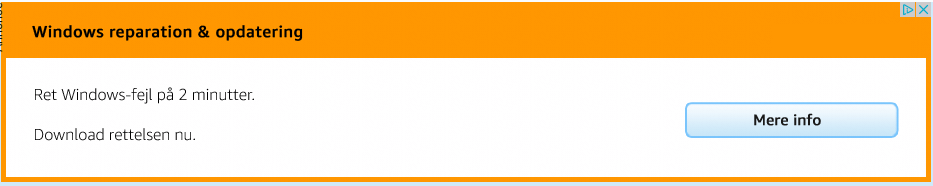 Windows reparation & opdatering
Ret Windows-fejl på 2 minutter.
Download rettelsen nu.
Mere info